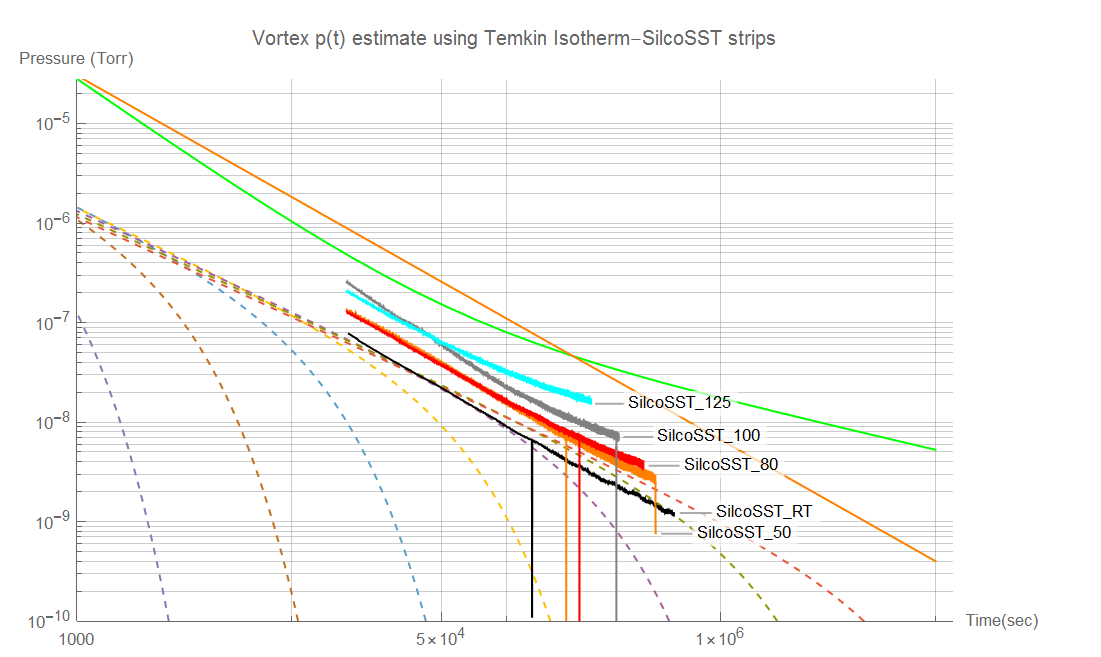 Vortex p(t) estimate using Temkin Isotherm−SilcoSST strips
Pressure (Torr)
10⁻⁵
10⁻⁶
10⁻⁷
SilcoSST_125
10⁻⁸
SilcoSST_100
SilcoSST_80
SilcoSST_RT
10⁻⁹
SilcoSST_50
10⁻¹⁰
Time(sec)
1000
5×10⁴
1×10⁶